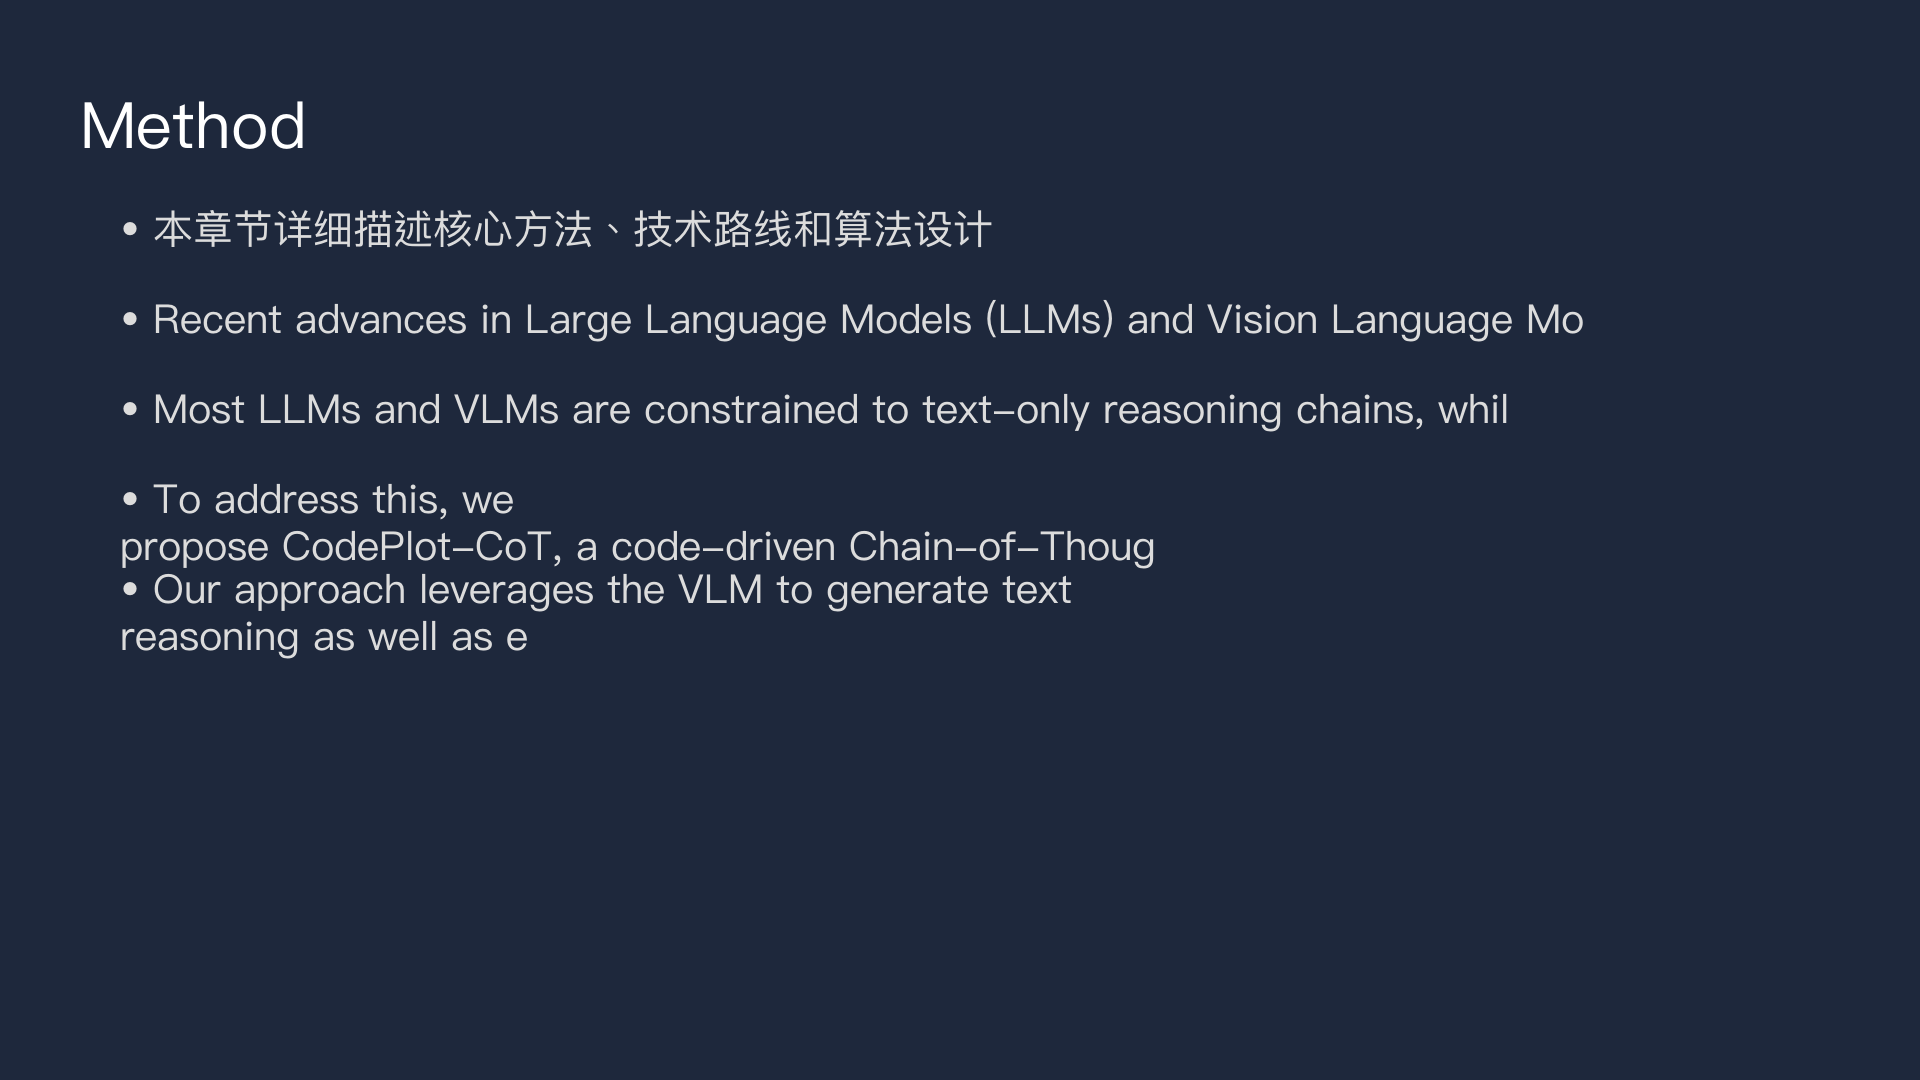 Method
• 本章节详细描述核心方法、技术路线和算法设计
• Recent advances in Large Language Models (LLMs) and Vision Language Mo
• Most LLMs and VLMs are constrained to text-only reasoning chains, whil
• To address this, we
propose CodePlot-CoT, a code-driven Chain-of-Thoug
• Our approach leverages the VLM to generate text
reasoning as well as e